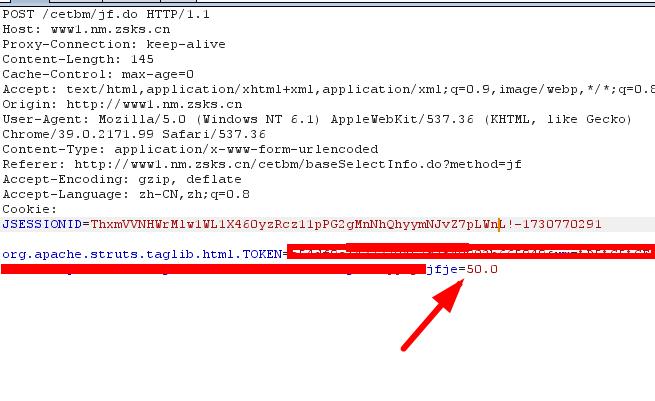 POST /cetbm/jf.do HTTP/1.1
Host: www1.nm.zsks.cn
Proxy-Connection: keep-alive
Content-Length: 145
Cache-Control: max-age=0
Accept: text/html,application/xhtml+xml,application/xml;q=0.9,image/webp,*/*;q=0.8
Origin: http://www1.nm.zsks.cn
User-Agent: Mozilla/5.0 (Windows NT 6.1) AppleWebKit/537.36 (KHTML, like Gecko)
Chrome/39.0.2171.99 Safari/537.36
Content-Type: application/x-www-form-urlencoded
Referer: http://www1.nm.zsks.cn/cetbm/baseSelectInfo.do?method=jf
Accept-Encoding: gzip, deflate
Accept-Language: zh-CN,zh;q=0.8
Cookie:
JSESSIONID=ThxmVVNHWrMlw1WL1X460yzRcz11pPG2gMnNhQhyymNJvZ7pLWnL!-1730770291
org.apache.struts.taglib.html.TOKEN=
jfje=50.0